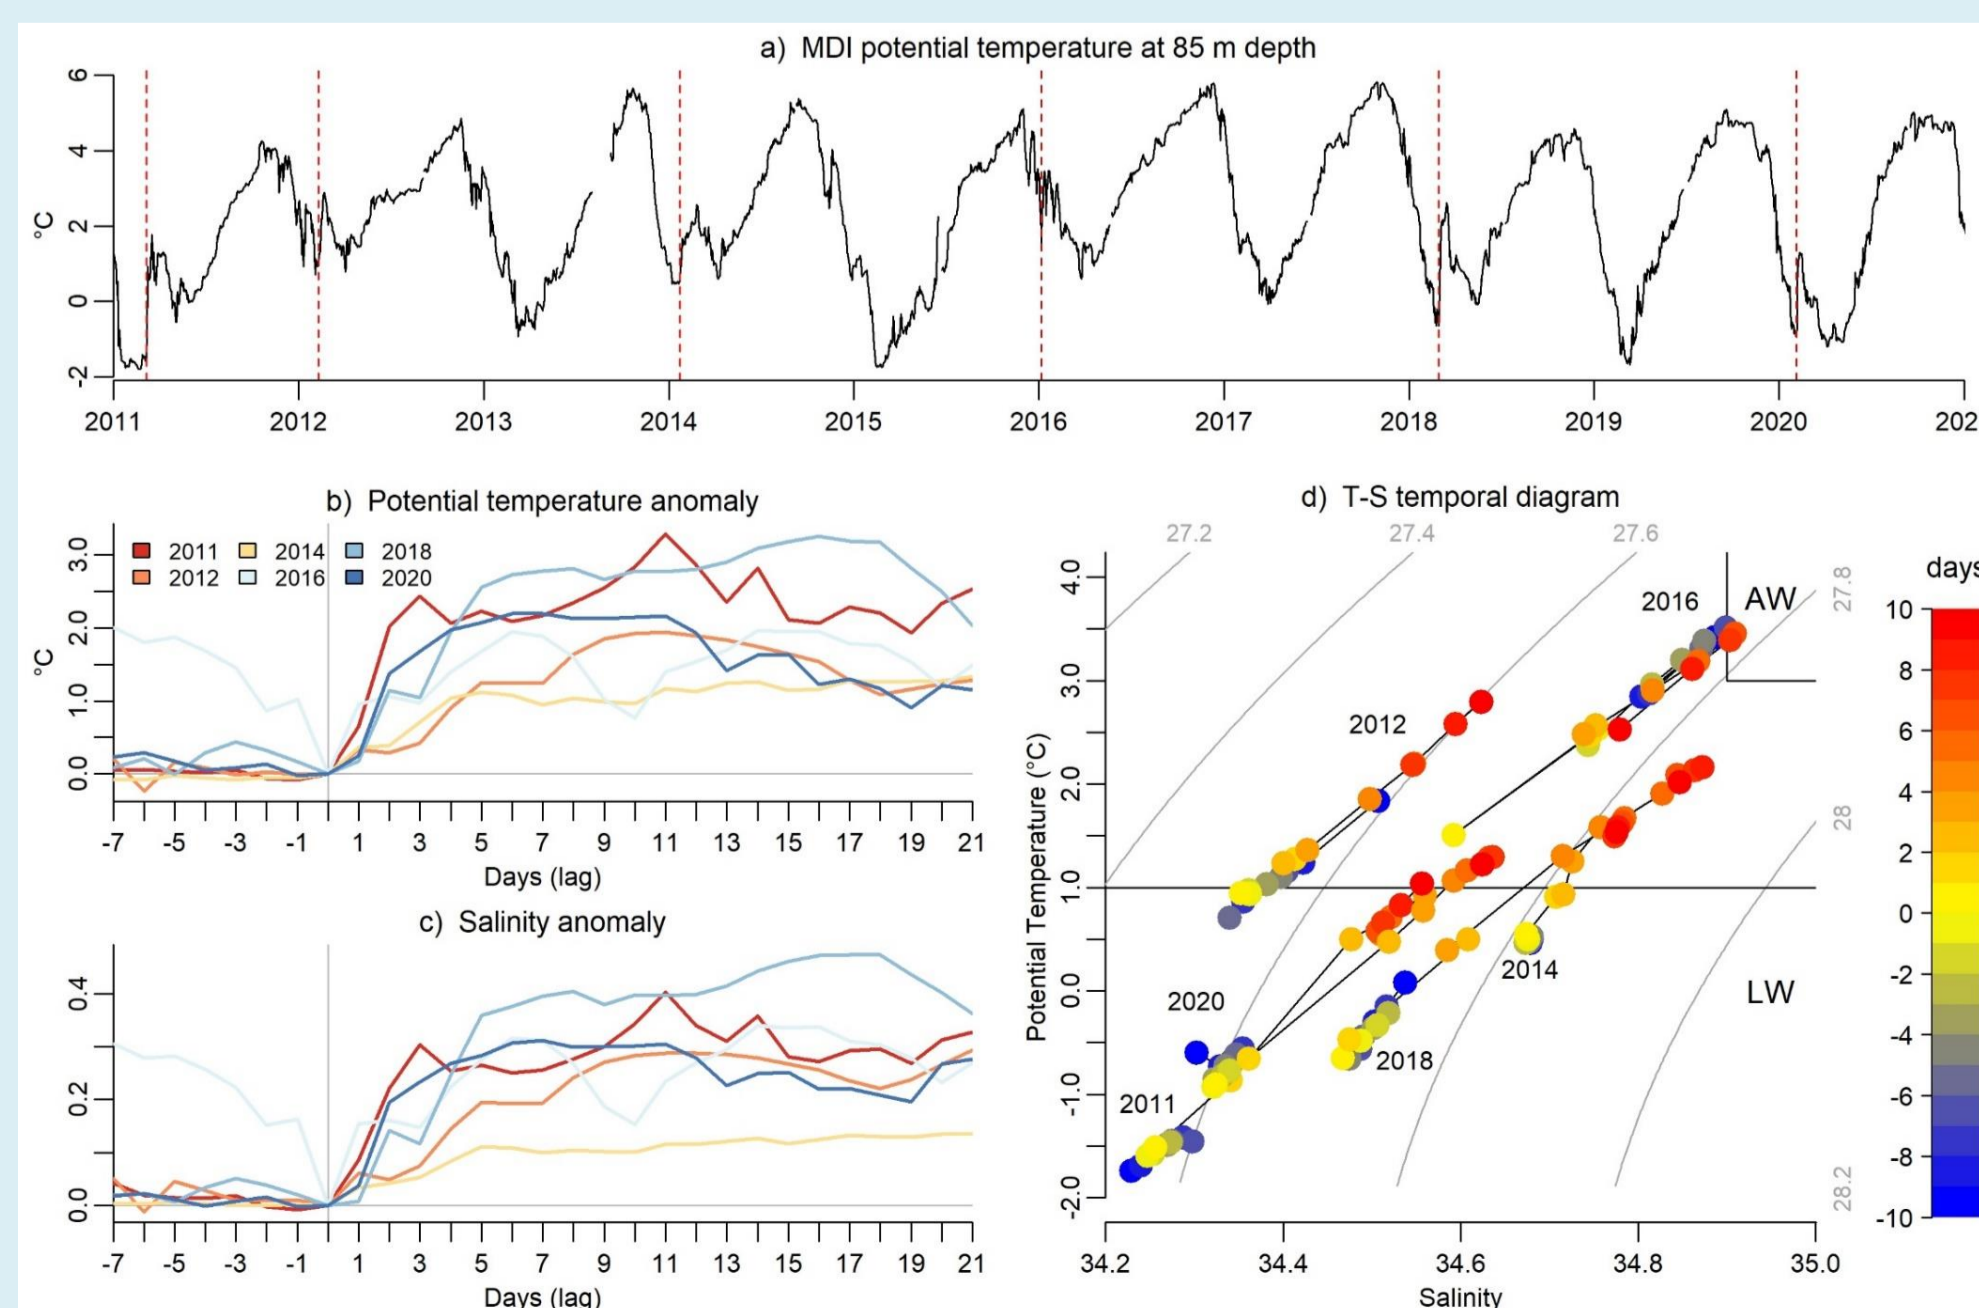 a) MDI potential temperature at 85 m depth
°C
6
4
2
0
-2
2011 2012 2013 2014 2015 2016 2017 2018 2019 2020 202
b) Potential temperature anomaly
°C
3.0
2.0
1.0
0.0
2011 2014 2018
2012 2016 2020
-7 -5 -3 -1 1 3 5 7 9 11 13 15 17 19 21
Days (lag)
c) Salinity anomaly
0.4
0.2
0.0
-7 -5 -3 -1 1 3 5 7 9 11 13 15 17 19 21
Days (lag)
d) T-S temporal diagram
27.2 27.4 27.6
27.8
28
28.2
Potential Temperature (°C)
4.0
3.0
2.0
1.0
0.0
-1.0
-2.0
2016
AW
2012
2014
LW
2020
2018
2011
34.2 34.4 34.6 34.8 35.0
Salinity
days
10
8
6
4
2
0
-2
-4
-6
-8
-10